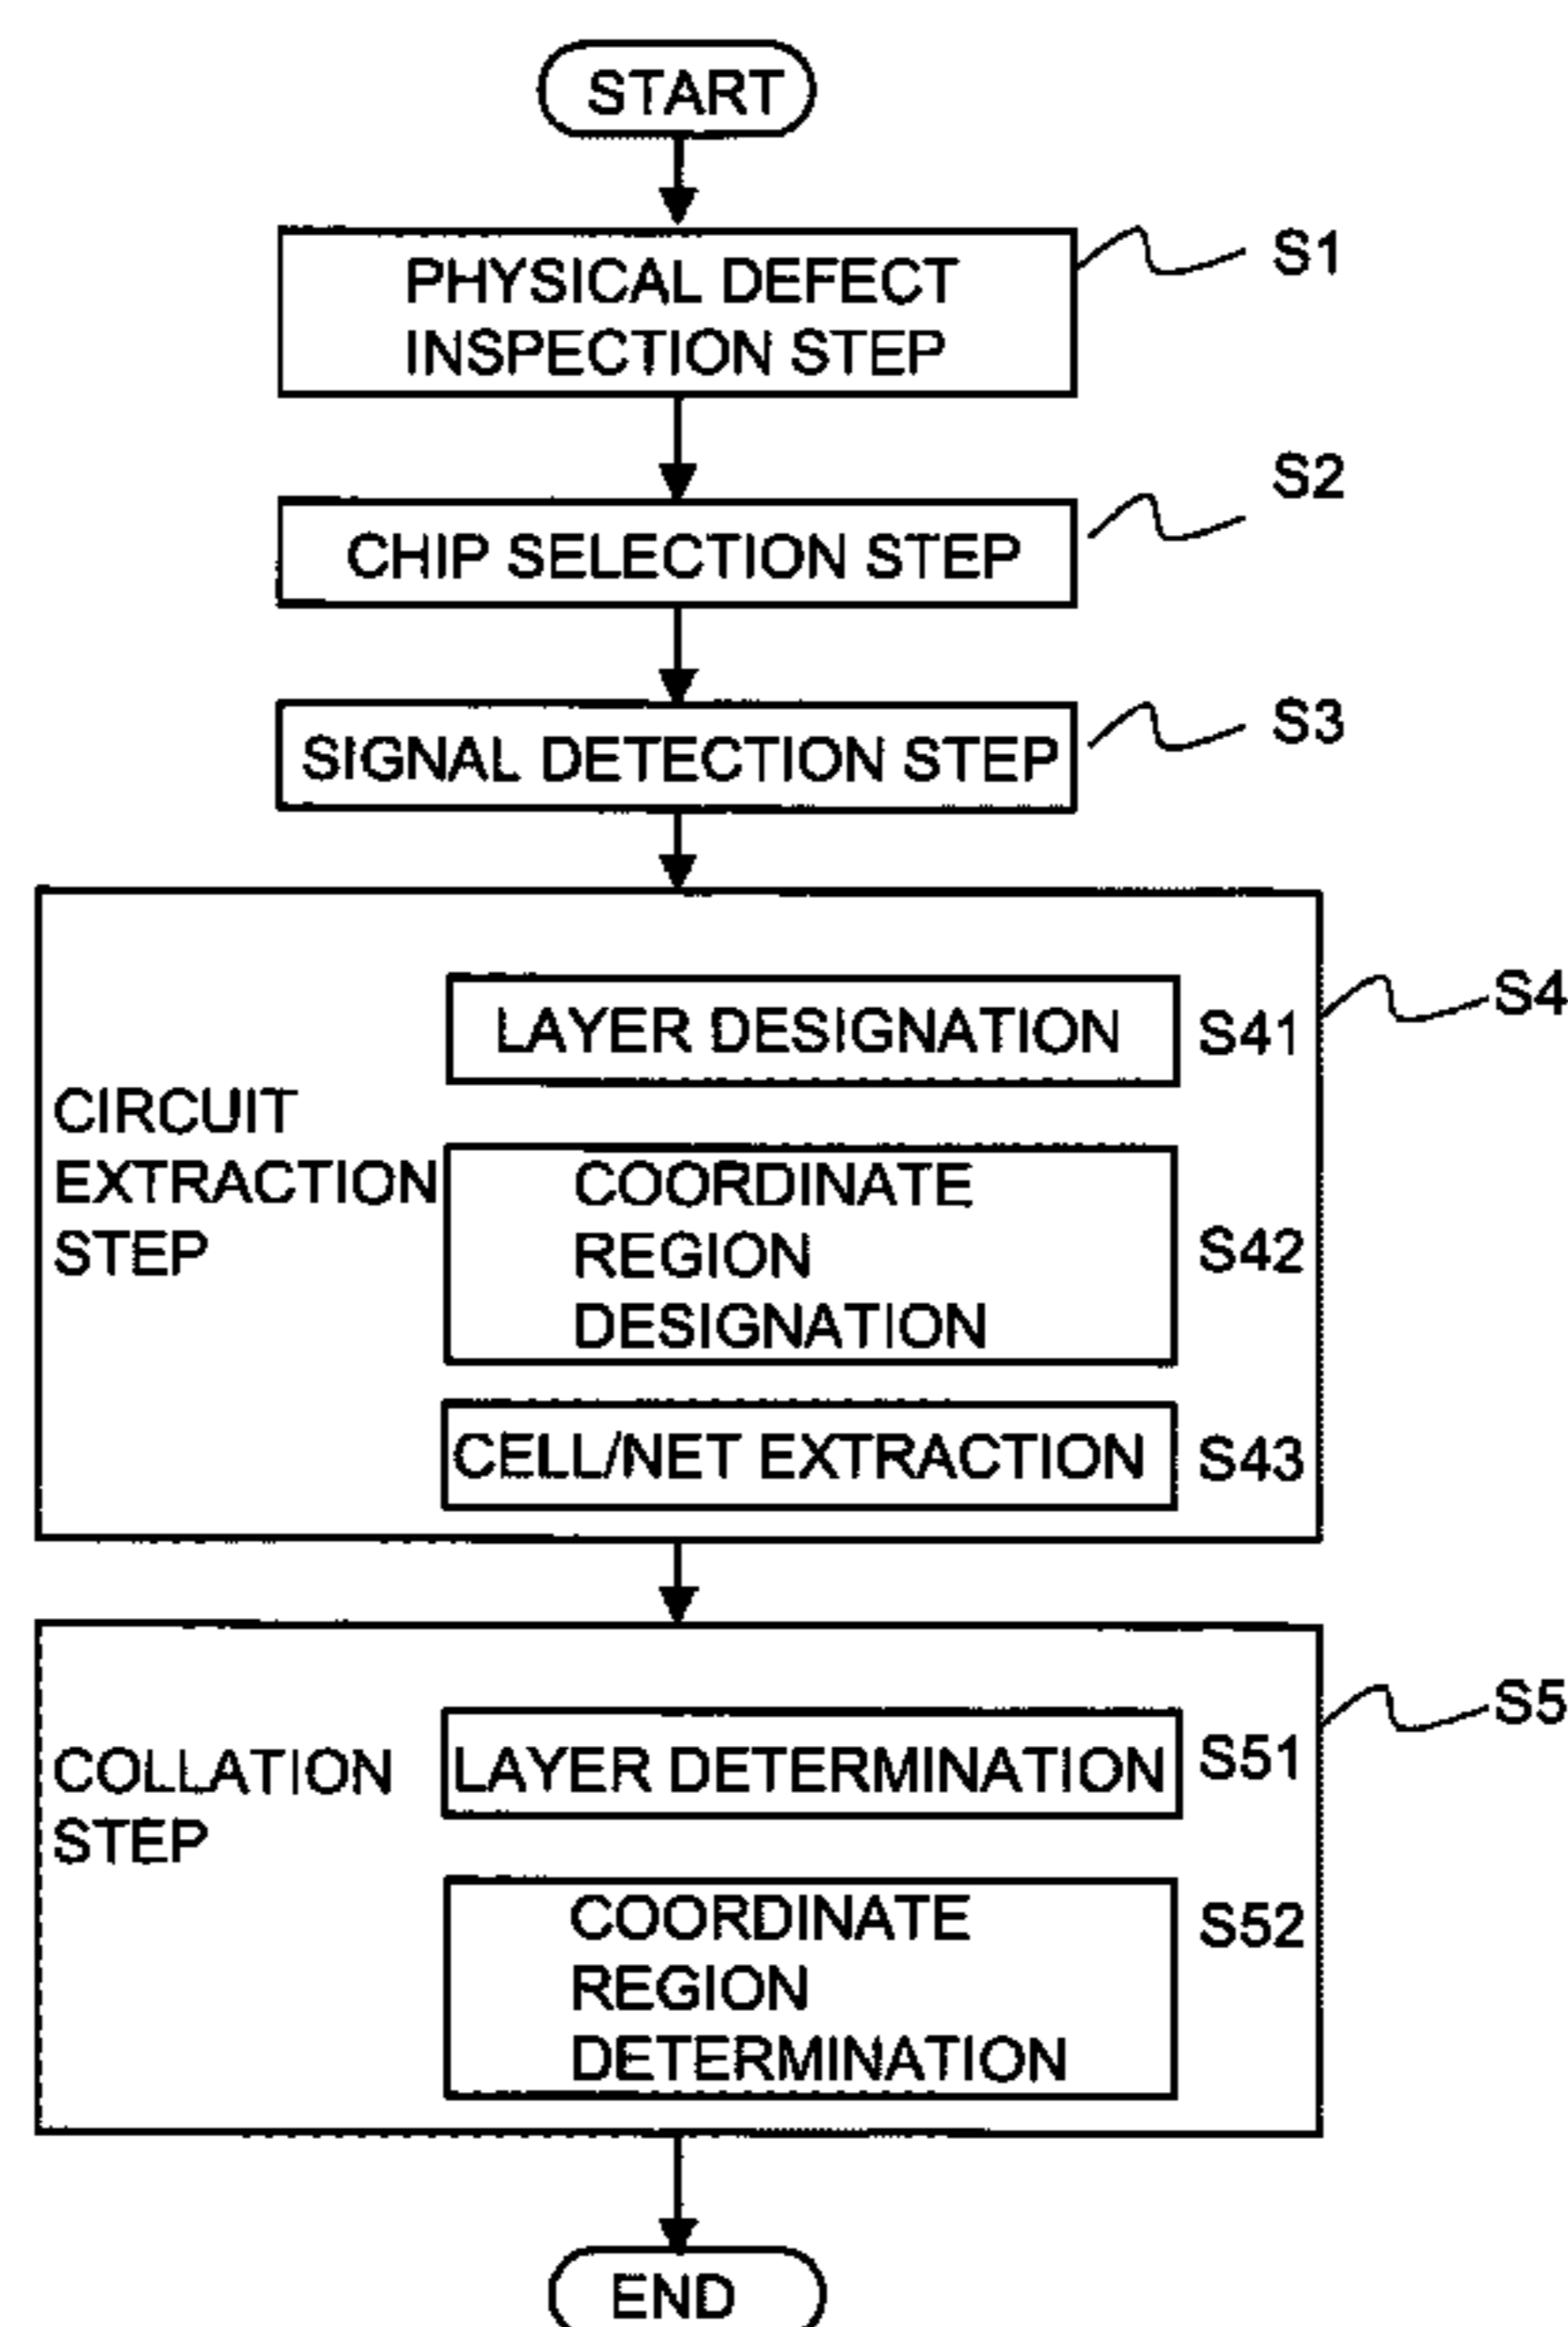 START
PHYSICAL DEFECT
INSPECTION STEP
S1
CHIP SELECTION STEP
S2
SIGNAL DETECTION STEP
S3
S4
CIRCUIT
EXTRACTION
STEP
LAYER DESIGNATION
S41
COORDINATE
REGION
DESIGNATION
S42
CELL/NET EXTRACTION
S43
S5
COLLATION
STEP
LAYER DETERMINATION
S51
COORDINATE
REGION
DETERMINATION
S52
END